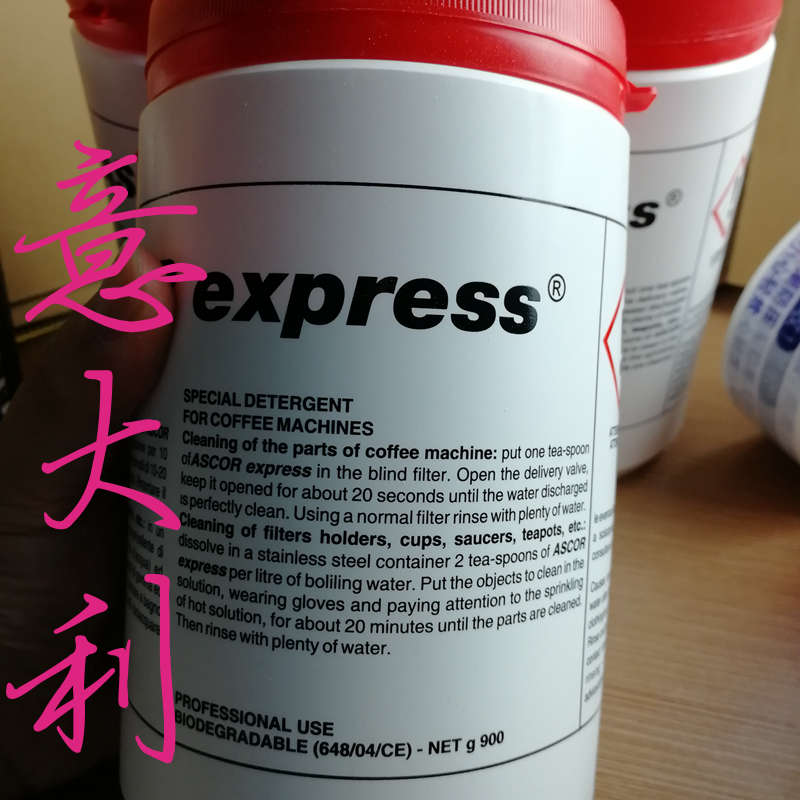 意大利
express®
SPECIAL DETERGENT
FOR COFFEE MACHINES
Cleaning of the parts of coffee machine: put one tea-spoon
of ASCOR express in the blind filter. Open the delivery valve,
keep it opened for about 20 seconds until the water discharged
is perfectly clean. Using a normal filter rinse with plenty of water.
Cleaning of filters holders, cups, saucers, teapots, etc.:
dissolve in a stainless steel container 2 tea-spoons of ASCOR
express per litre of boliling water. Put the objects to clean in the
solution, wearing gloves and paying attention to the sprinkling
of hot solution, for about 20 minutes until the parts are cleaned.
Then rinse with plenty of water.
PROFESSIONAL USE
BIODEGRADABLE (648/04/CE) - NET g 900
ss®